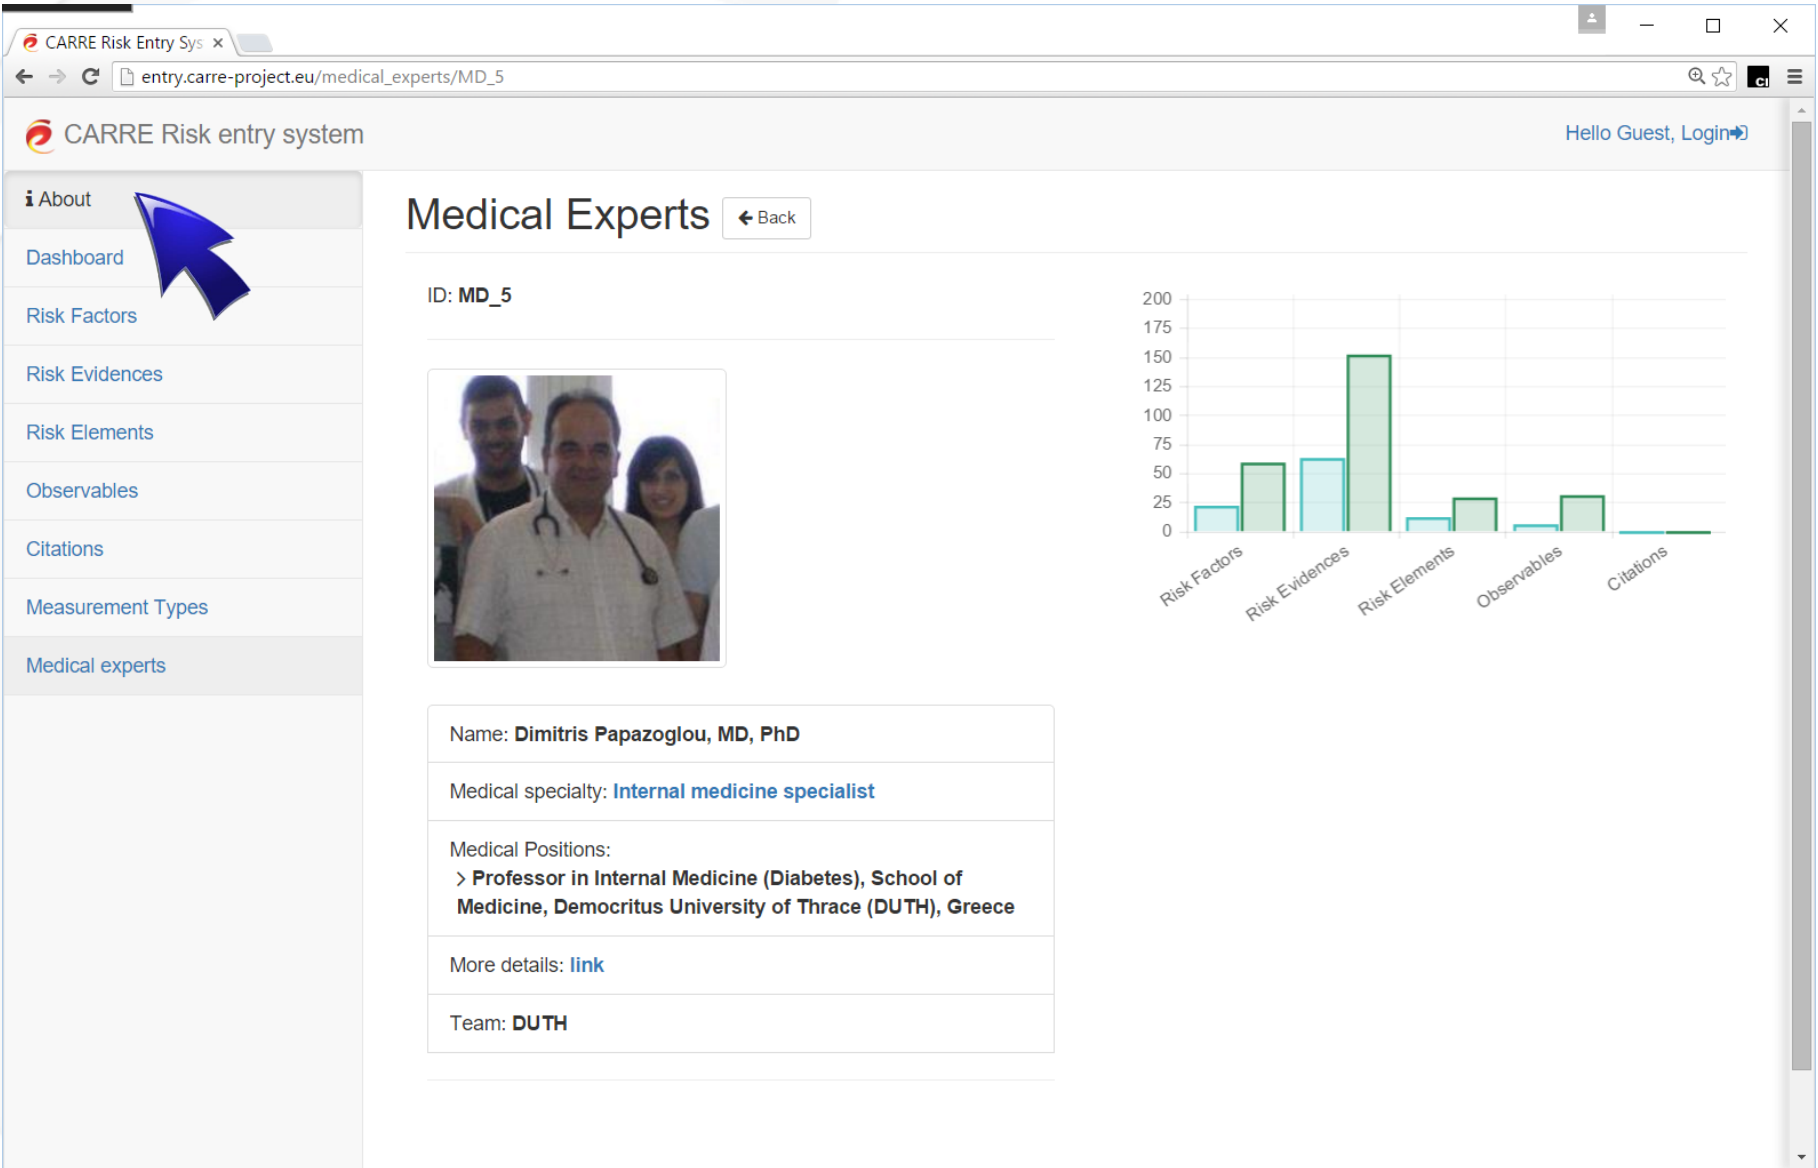 CARRE Risk Entry Sys
entry.carre-project.eu/medical_experts/MD_5
CARRE Risk entry system
Hello Guest, Login
About
Dashboard
Risk Factors
Risk Evidences
Risk Elements
Observables
Citations
Measurement Types
Medical experts
Medical Experts
Back
ID: MD_5
200
175
150
125
100
75
50
25
0
Risk Factors
Risk Evidences
Risk Elements
Observables
Citations
Name: Dimitris Papazoglou, MD, PhD
Medical specialty: Internal medicine specialist
Medical Positions:
> Professor in Internal Medicine (Diabetes), School of
Medicine, Democritus University of Thrace (DUTH), Greece
More details: link
Team: DUTH